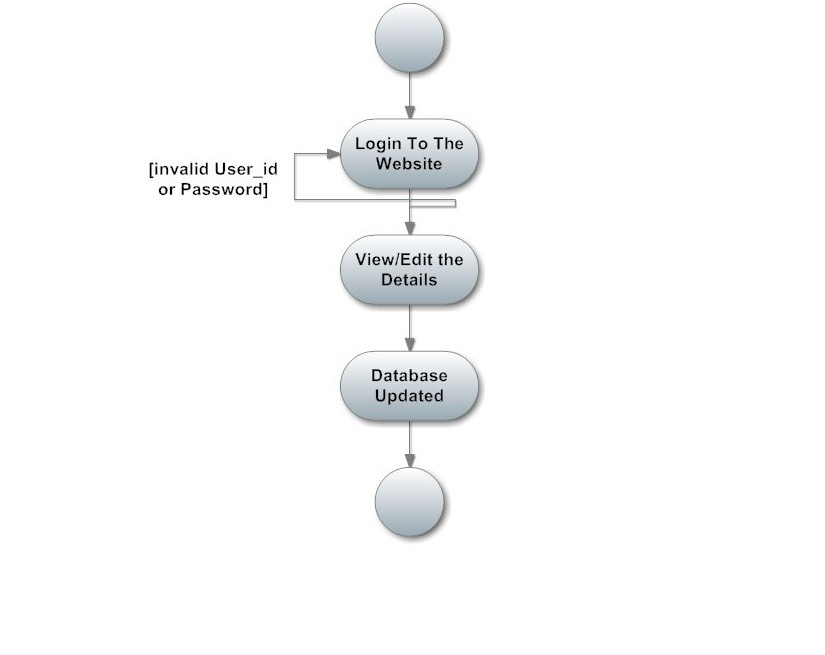 Login To The
Website
[invalid User_id
or Password]
View/Edit the
Details
Database
Updated